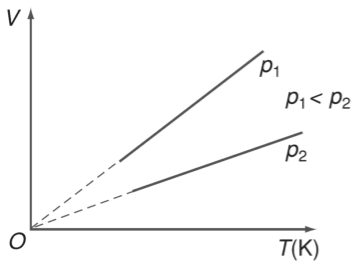 V
p₁
p₁ < p₂
p₂
O
T(K)